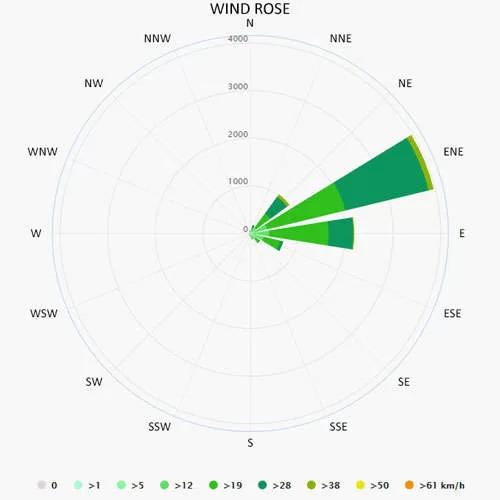 WIND ROSE
N
NNW
NNE
4000
NW
NE
3000
2000
WNW
ENE
1000
W
0
E
WSW
ESE
SW
SE
SSW
SSE
S
0 >1 >5 >12 >19 >28 >38 >50 >61 km/h